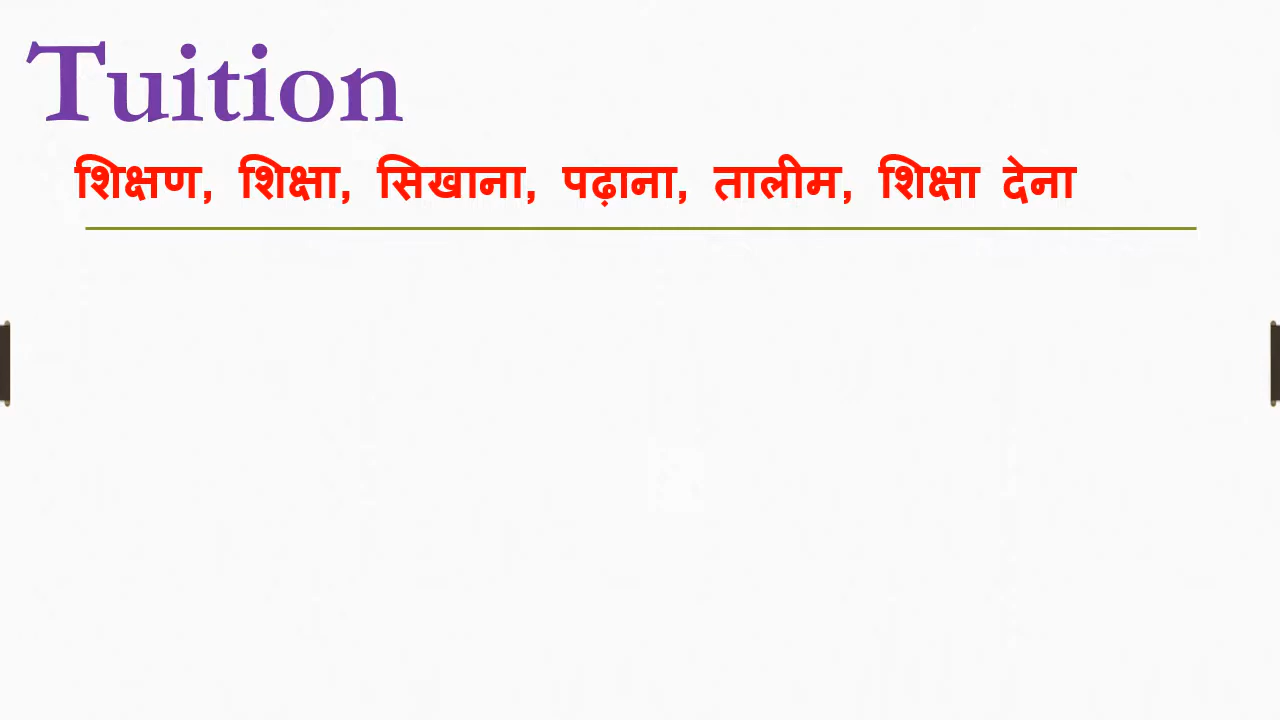 Tuition
शिक्षण, शिक्षा, सिखाना, पढ़ाना, तालीम, शिक्षा देना